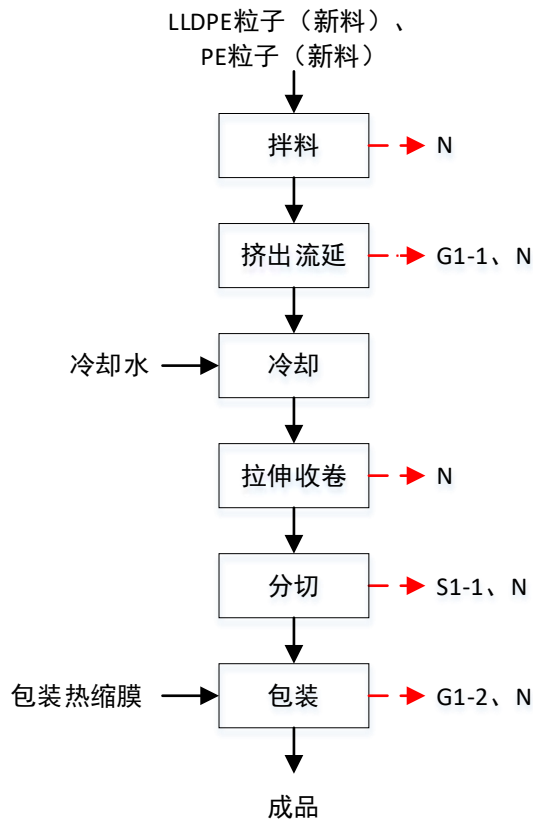 LLDPE粒子（新料）、
PE粒子（新料）
拌料
N
挤出流延
G1-1、N
冷却水
冷却
拉伸收卷
N
分切
S1-1、N
包装热缩膜
包装
G1-2、N
成品